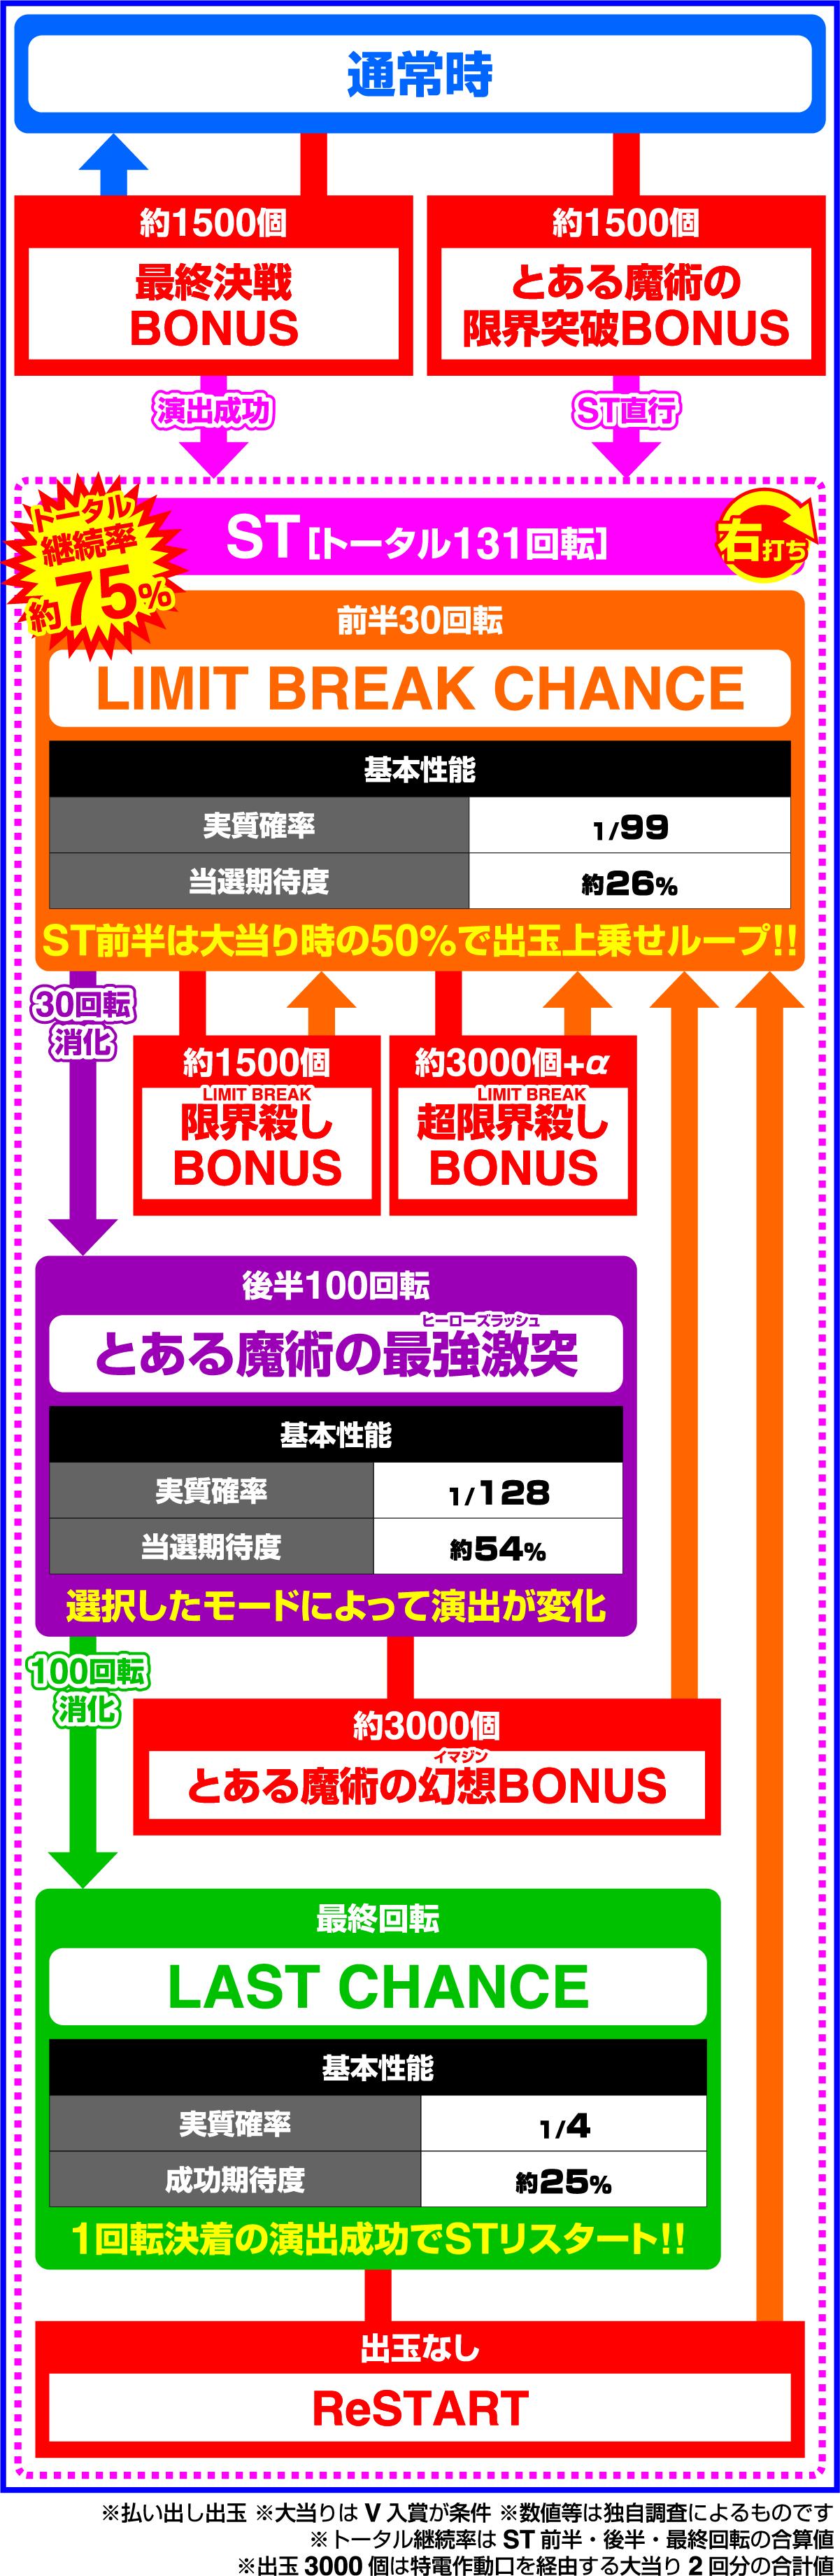 通常時
約1500個
最終決戦
BONUS
約1500個
とある魔術の
限界突破BONUS
演出成功
ST直行
トータル
継続率
約75%
ST [トータル131回転]
右打ち
前半30回転
LIMIT BREAK CHANCE
基本性能
実質確率
1/99
当選期待度
約26%
ST前半は大当り時の50%で出玉上乗せループ!!
30回転
消化
約1500個
LIMIT BREAK
限界殺し
BONUS
約3000個+α
LIMIT BREAK
超限界殺し
BONUS
後半100回転
ヒーローズラッシュ
とある魔術の最強激突
基本性能
実質確率
1/128
当選期待度
約54%
選択したモードによって演出が変化
100回転
消化
約3000個
イマジン
とある魔術の幻想BONUS
最終回転
LAST CHANCE
基本性能
実質確率
1/4
成功期待度
約25%
1回転決着の演出成功でSTリスタート!!
出玉なし
ReSTART
※払い出し出玉 ※大当りは V 入賞が条件 ※数値等は独自調査によるものです
※トータル継続率は ST 前半・後半・最終回転の合算値
※出玉 3000 個は特電作動口を経由する大当り 2 回分の合計値